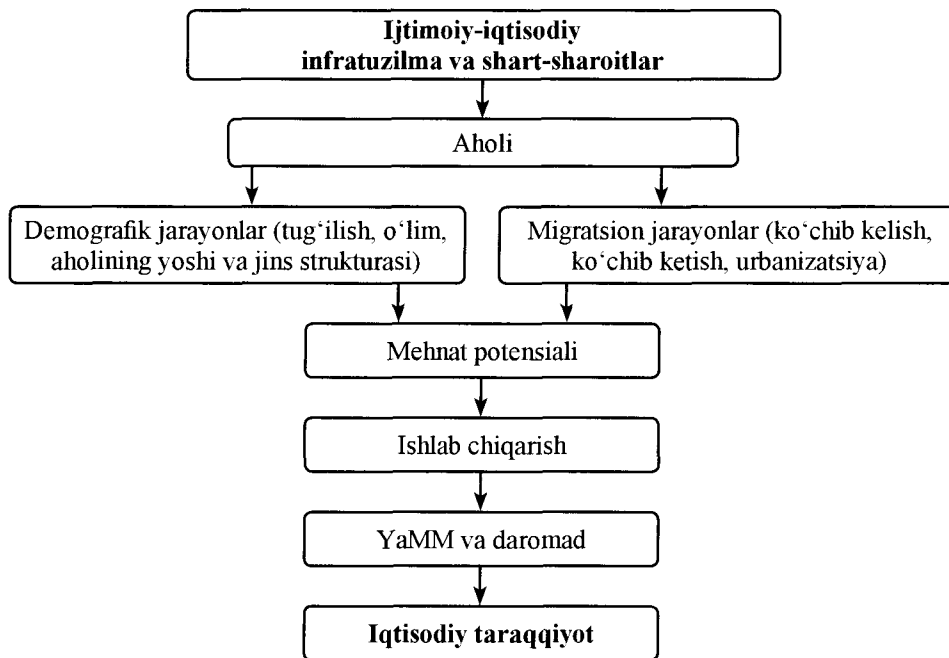 Ijtimoiy-iqtisodiy
infratuzilma va shart-sharoitlar
Aholi
Demografik jarayonlar (tug‘ilish, o‘lim,
aholining yoshi va jins strukturasi)
Migratsion jarayonlar (ko‘chib kelish,
ko‘chib ketish, urbanizatsiya)
Mehnat potensiali
Ishlab chiqarish
YaMM va daromad
Iqtisodiy taraqqiyot